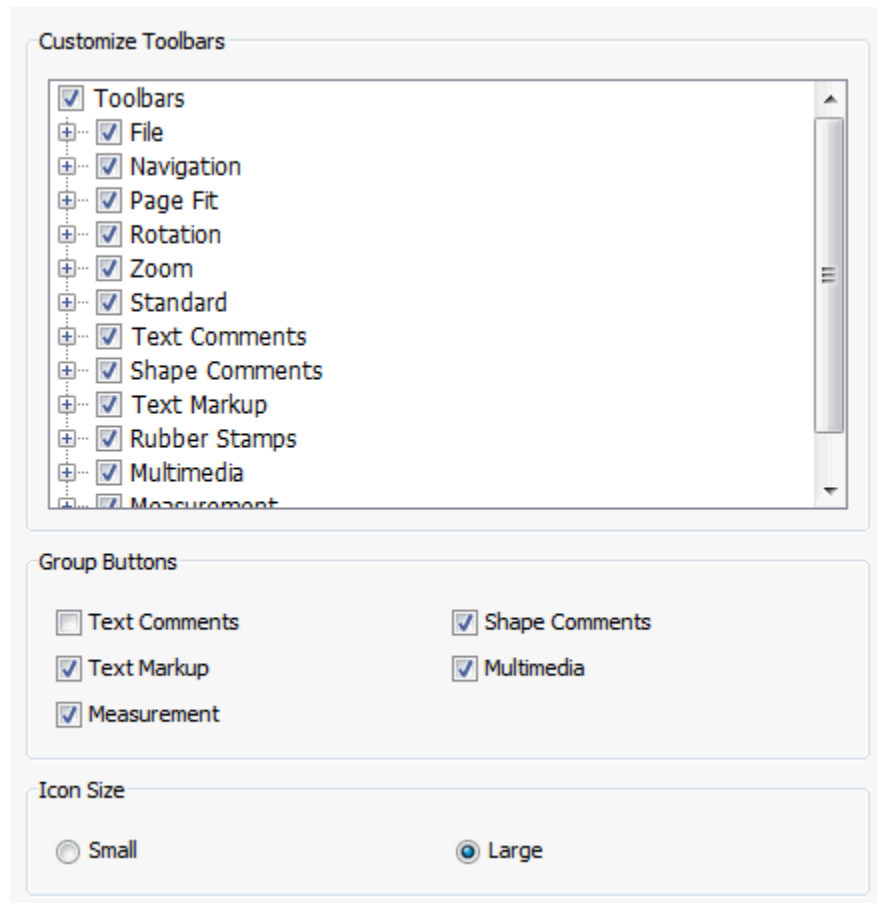 Customize Toolbars
Toolbars
File
Navigation
Page Fit
Rotation
Zoom
Standard
Text Comments
Shape Comments
Text Markup
Rubber Stamps
Multimedia
Measurement
Group Buttons
Text Comments Shape Comments
Text Markup Multimedia
Measurement
Icon Size
Small Large